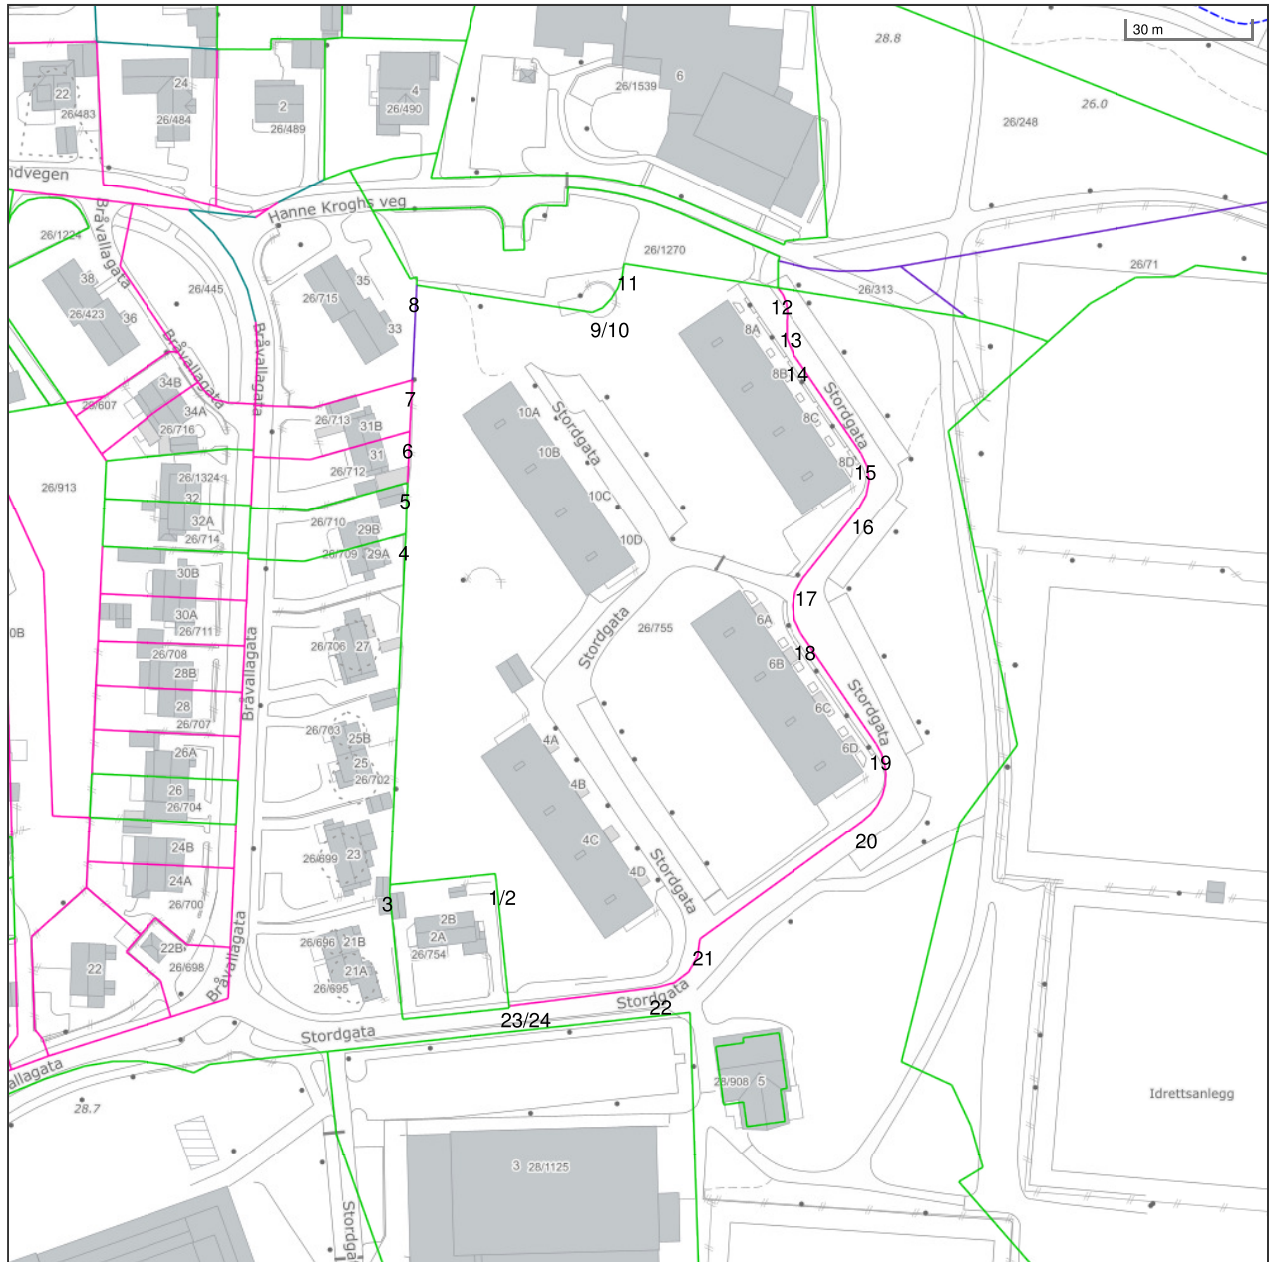 30 m
28.8
6
26/1539
26.0
26/248
24
22
26/483
26/484
2
26/489
4
26/490
ndvegen
Hanne Kroghs veg
Bråvallagata
26/1224
26/1270
26/71
26/445
35
26/715
33
38
26/423
36
26/313
8
11
9/10
12
8A
13
14
8B
Stordgata
8C
8D
15
16
Bråvallagata
Bråvallagata
34B
34A
26/716
26/607
7
26/713
31B
31
6
26/712
10A
10B
10C
10D
Stordgata
26/913
26/1324
32
32A
26/714
5
26/710
29B
26/709
29A
4
30B
30A
26/711
26/706
27
17
6A
18
6B
6C
6D
Stordgata
19
20
26/755
Stordgata
0B
26/708
28B
28
26/707
Bråvallagata
26/703
25B
25
26/702
4A
4B
4C
4D
Stordgata
26A
26
26/704
24B
24A
26/700
26/699
23
3
1/2
2B
2A
26/754
22B
22
26/698
Bråvallagata
26/696
21B
21A
26/695
21
22
Stordgata
23/24
Stordgata
allagata
28.7
28/908
5
Idrettsanlegg
3
28/1125
Stordga